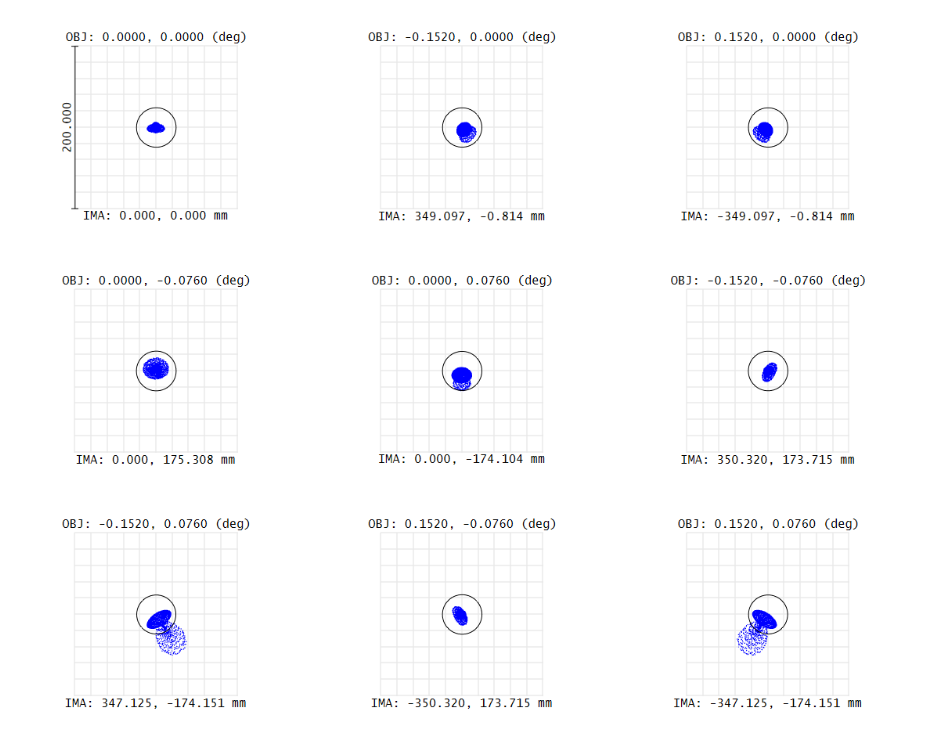 OBJ: 0.0000, 0.0000 (deg)
OBJ: -0.1520, 0.0000 (deg)
OBJ: 0.1520, 0.0000 (deg)
200.000
IMA: 0.000, 0.000 mm
IMA: 349.097, -0.814 mm
IMA: -349.097, -0.814 mm
OBJ: 0.0000, -0.0760 (deg)
OBJ: 0.0000, 0.0760 (deg)
OBJ: -0.1520, -0.0760 (deg)
IMA: 0.000, 175.308 mm
IMA: 0.000, -174.104 mm
IMA: 350.320, 173.715 mm
OBJ: -0.1520, 0.0760 (deg)
OBJ: 0.1520, -0.0760 (deg)
OBJ: 0.1520, 0.0760 (deg)
IMA: 347.125, -174.151 mm
IMA: -350.320, 173.715 mm
IMA: -347.125, -174.151 mm